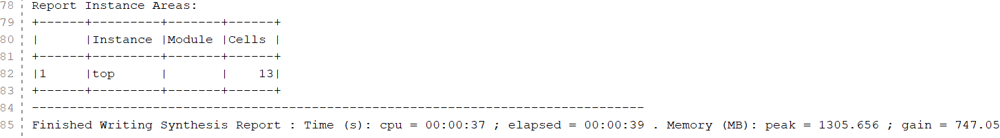 78 Report Instance Areas:
79 +------+---------+-------+------+
80 |      |Instance |Module |Cells |
81 +------+---------+-------+------+
82 |1     |top      |       |    13|
83 +------+---------+-------+------+
84 ---------------------------------------------------------------------------------
85 Finished Writing Synthesis Report : Time (s): cpu = 00:00:37 ; elapsed = 00:00:39 . Memory (MB): peak = 1305.656 ; gain = 747.05